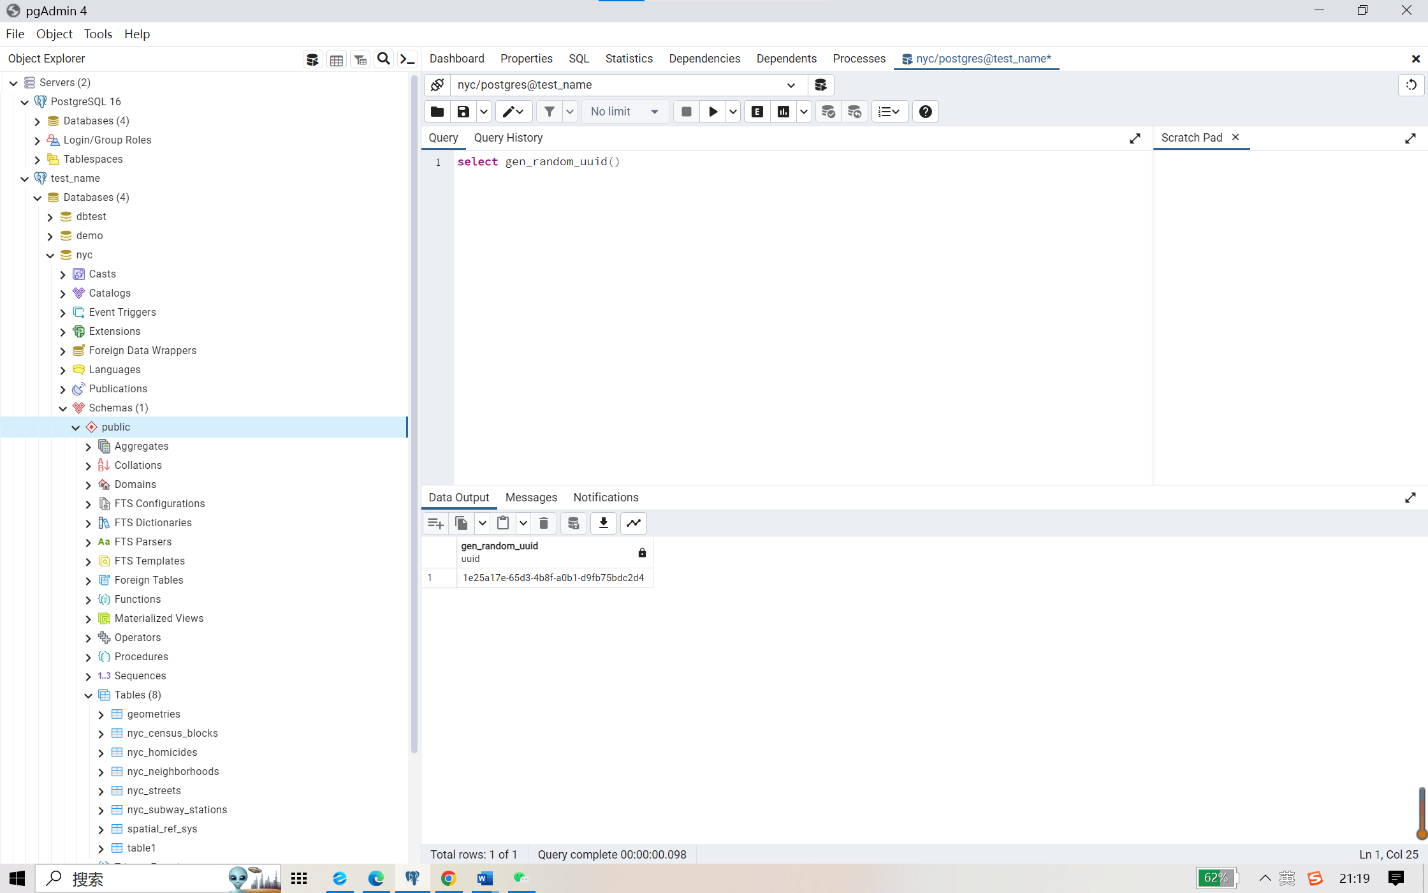 pgAdmin 4
File Object Tools Help
Object Explorer
Dashboard Properties SQL Statistics Dependencies Dependents Processes nyc/postgres@test_name*
nyc/postgres@test_name
No limit
Query Query History
Scratch Pad
1 select gen_random_uuid()
Servers (2)
PostgreSQL 16
Databases (4)
Login/Group Roles
Tablespaces
test_name
Databases (4)
dbtest
demo
nyc
Casts
Catalogs
Event Triggers
Extensions
Foreign Data Wrappers
Languages
Publications
Schemas (1)
public
Aggregates
Collations
Domains
FTS Configurations
FTS Dictionaries
Aa FTS Parsers
FTS Templates
Foreign Tables
Functions
Materialized Views
Operators
Procedures
1..3 Sequences
Tables (8)
geometries
nyc_census_blocks
nyc_homicides
nyc_neighborhoods
nyc_streets
nyc_subway_stations
spatial_ref_sys
table1
Data Output Messages Notifications
gen_random_uuid
uuid
1 1e25a17e-65d3-4b8f-a0b1-d9fb75bdc2d4
Total rows: 1 of 1 Query complete 00:00:00.098
Ln 1, Col 25
搜索
62%
英
21:19